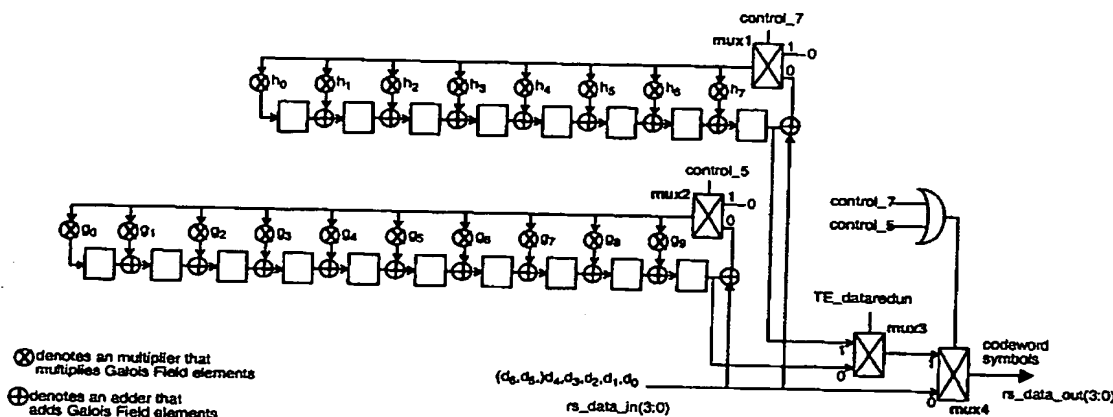 control_7
mux1
1
0
0
h0 h1 h2 h3 h4 h5 h6 h7
control_5
mux2
1
0
0
g0 g1 g2 g3 g4 g5 g6 g7 g8 g9
control_7
control_5
TE_dataredun
mux3
1
0
codeword
symbols
1
0
mux4
rs_data_out(3:0)
(d6,d5,)d4,d3,d2,d1,d0
rs_data_in(3:0)
⊗ denotes an multiplier that
multiplies Galois Field elements
⊕ denotes an adder that
adds Galois Field elements